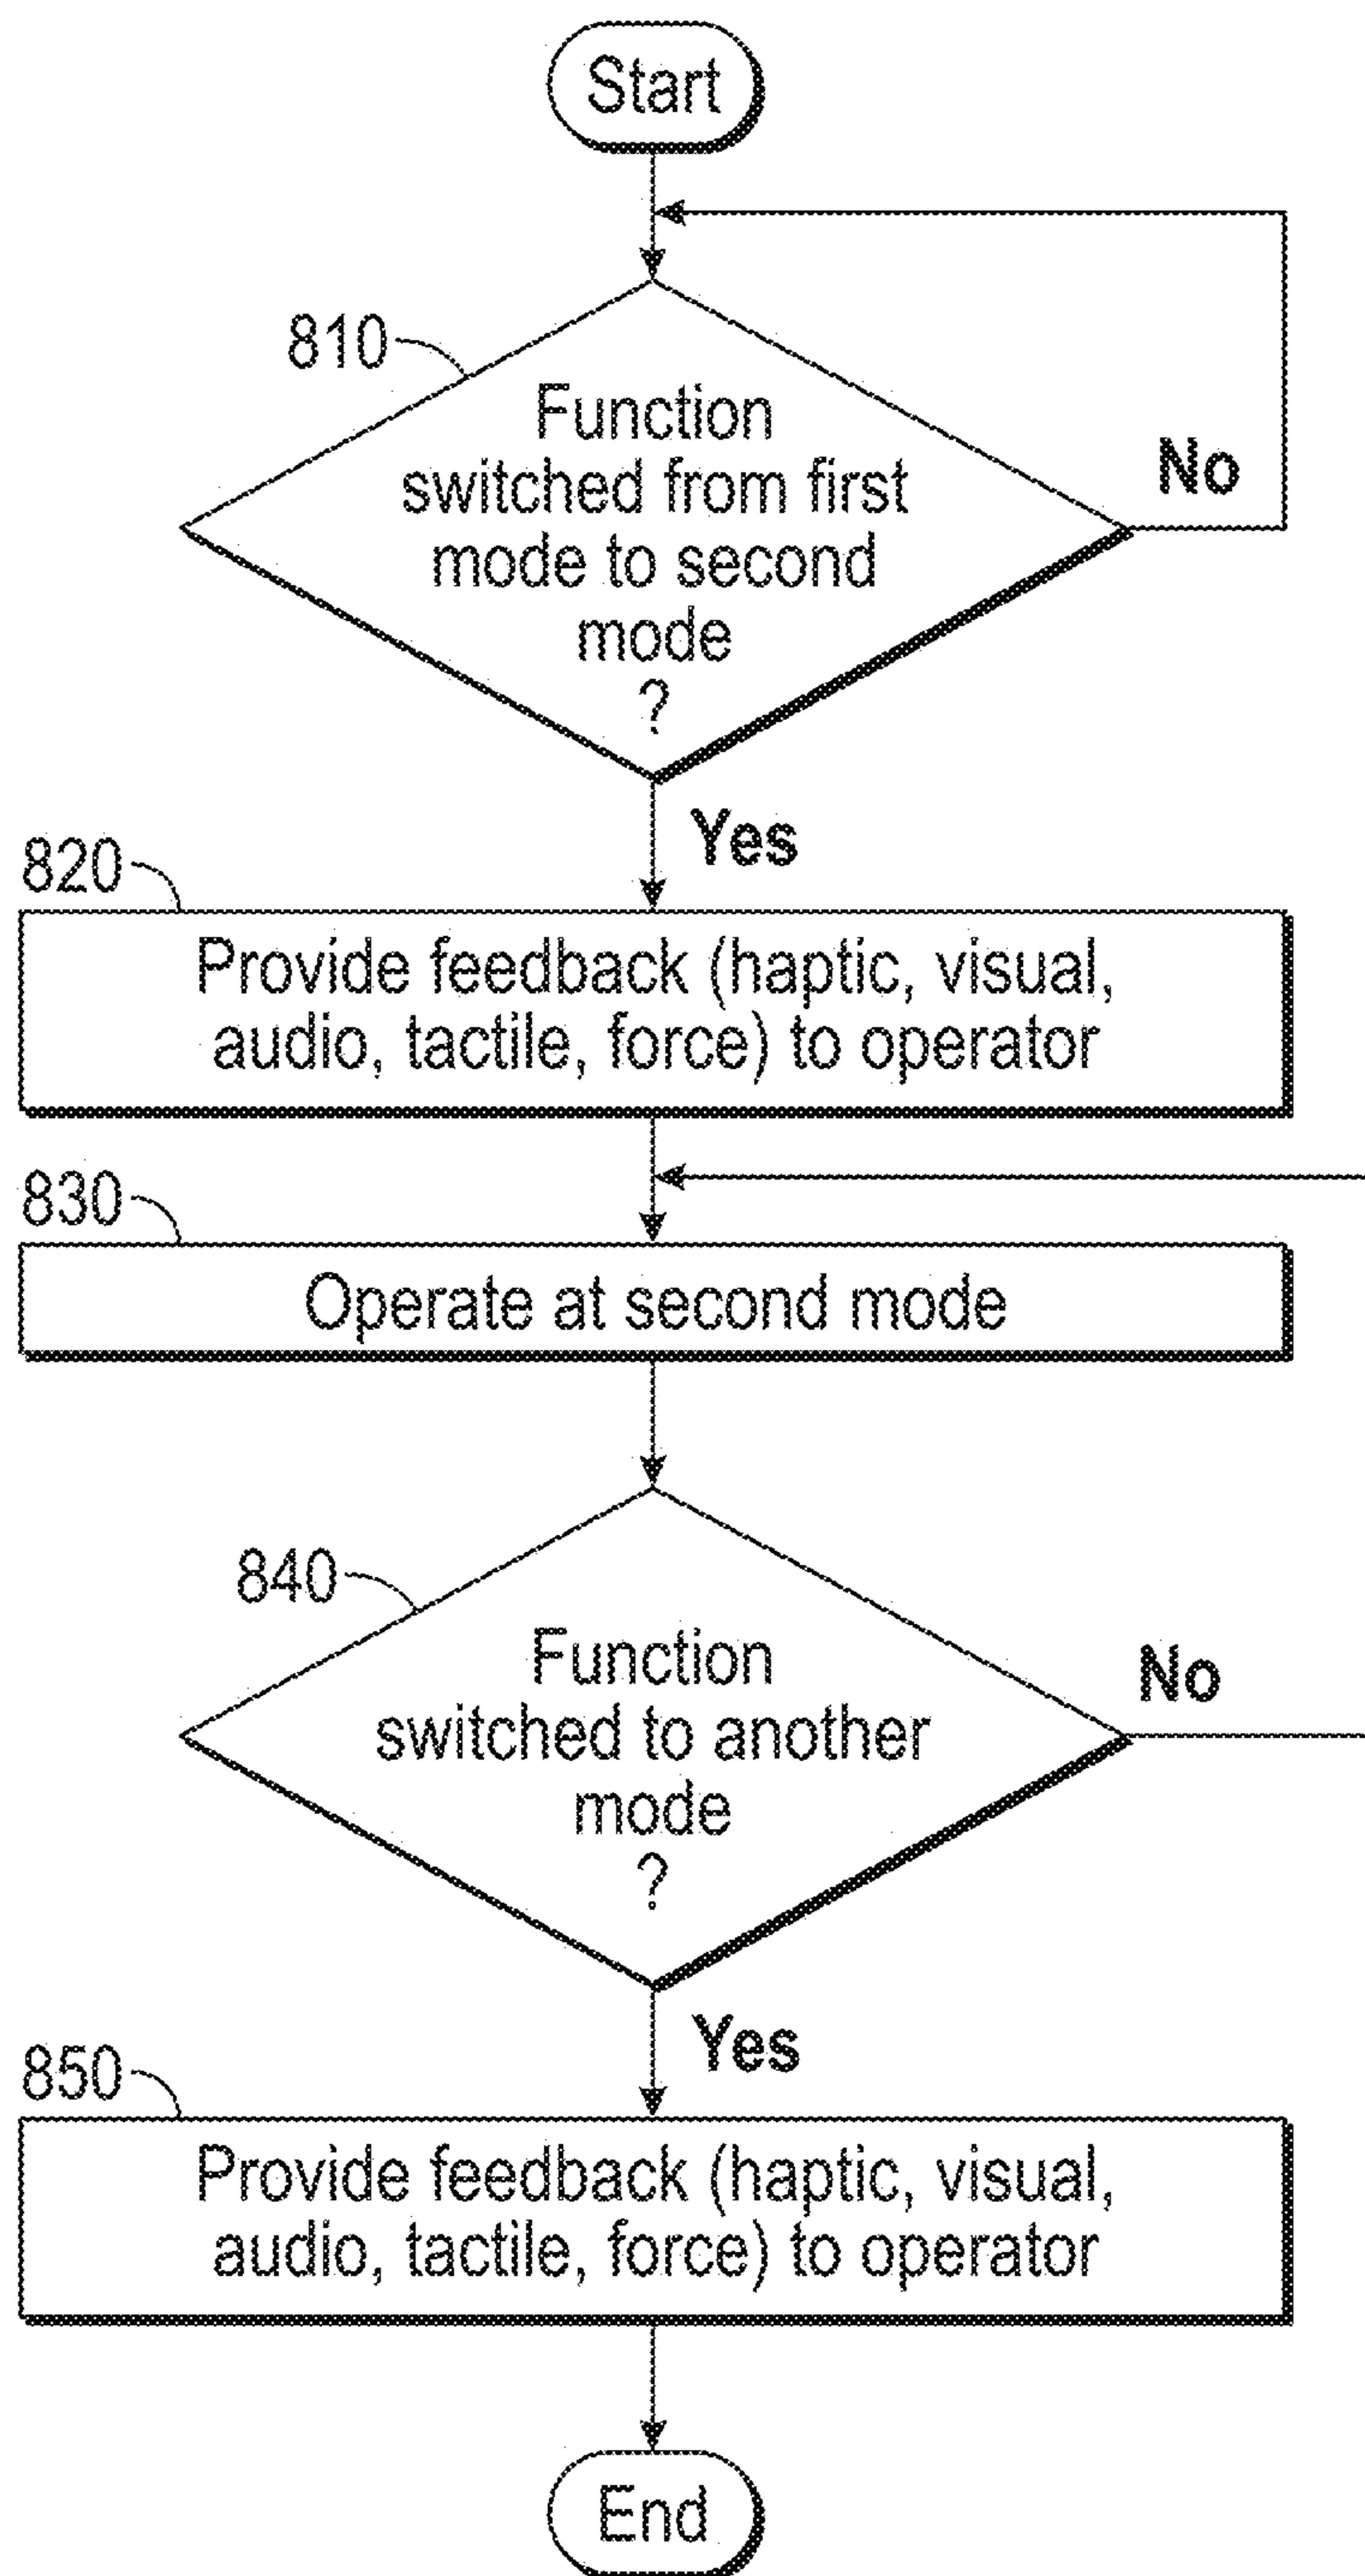 Start
810
Function
switched from first
mode to second
mode
?
No
Yes
820
Provide feedback (haptic, visual,
audio, tactile, force) to operator
830
Operate at second mode
840
Function
switched to another
mode
?
No
Yes
850
Provide feedback (haptic, visual,
audio, tactile, force) to operator
End